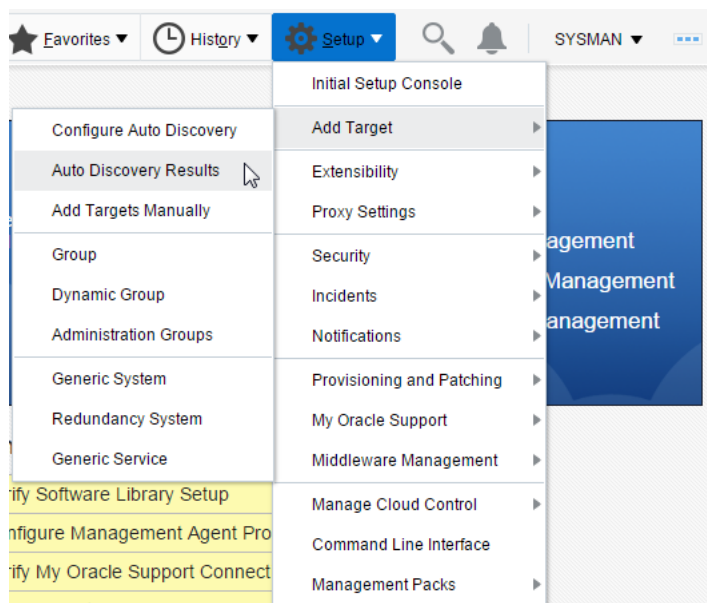 Favorites History Setup SYSMAN
Initial Setup Console
Add Target
Extensibility
Proxy Settings
Security
Incidents
Notifications
Provisioning and Patching
My Oracle Support
Middleware Management
Manage Cloud Control
Command Line Interface
Management Packs
Configure Auto Discovery
Auto Discovery Results
Add Targets Manually
Group
Dynamic Group
Administration Groups
Generic System
Redundancy System
Generic Service
agement
Management
anagement
rify Software Library Setup
nfigure Management Agent Pro
rify My Oracle Support Connect